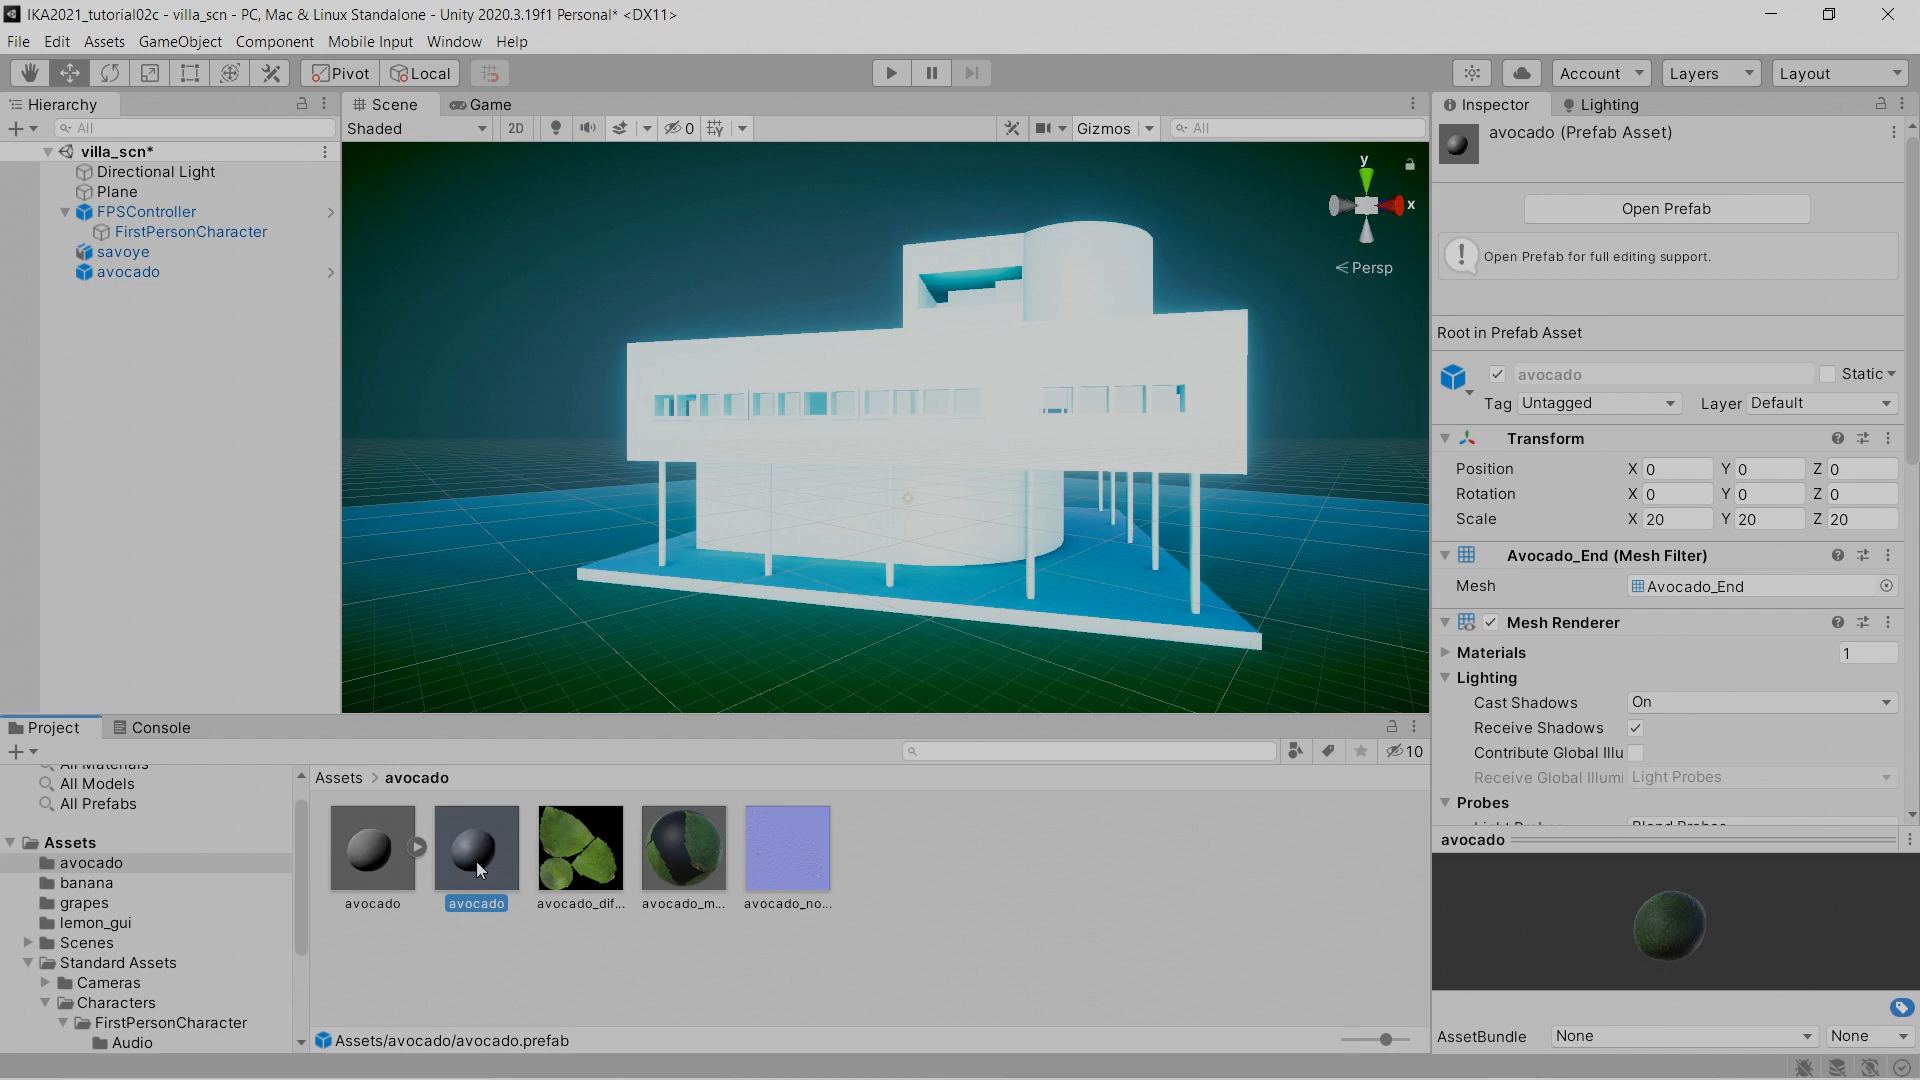 IKA2021_tutorial02c - villa_scn - PC, Mac & Linux Standalone - Unity 2020.3.19f1 Personal* <DX11>
File Edit Assets GameObject Component Mobile Input Window Help
Pivot Local Account Layers Layout
Hierarchy
All
villa_scn*
Directional Light
Plane
FPSController
FirstPersonCharacter
savoye
avocado
Scene Game
Shaded 2D 0 Gizmos All
y
x
Persp
Inspector Lighting
avocado (Prefab Asset)
Open Prefab
Open Prefab for full editing support.
Root in Prefab Asset
avocado Static
Tag Untagged Layer Default
Transform
Position X 0 Y 0 Z 0
Rotation X 0 Y 0 Z 0
Scale X 20 Y 20 Z 20
Avocado_End (Mesh Filter)
Mesh Avocado_End
Mesh Renderer
Materials 1
Lighting
Cast Shadows On
Receive Shadows
Contribute Global Illu
Receive Global Illumi Light Probes
Probes
avocado
AssetBundle None None
Project Console
10
All Models
All Prefabs
Assets
avocado
banana
grapes
lemon_gui
Scenes
Standard Assets
Cameras
Characters
FirstPersonCharacter
Audio
Assets > avocado
avocado avocado avocado_dif... avocado_m... avocado_no...
Assets/avocado/avocado.prefab